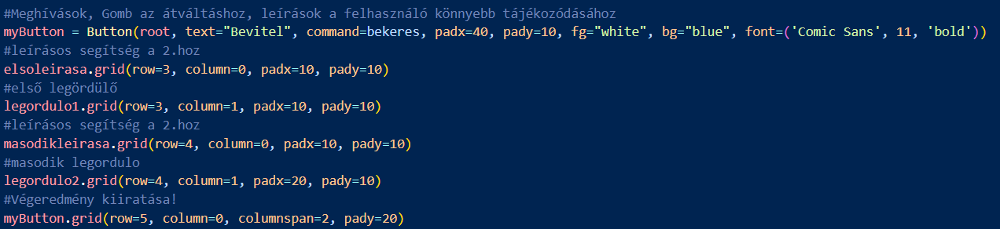 #Meghívások, Gomb az átváltáshoz, leírások a felhasználó könnyebb tájékozódásához
myButton = Button(root, text="Bevitel", command=bekeres, padx=40, pady=10, fg="white", bg="blue", font=('Comic Sans', 11, 'bold'))
#leírásos segítség a 2.hoz
elsoleirasa.grid(row=3, column=0, padx=10, pady=10)
#első legördülő
legordulo1.grid(row=3, column=1, padx=10, pady=10)
#leírásos segítség a 2.hoz
masodikleirasa.grid(row=4, column=0, padx=10, pady=10)
#masodik legordulo
legordulo2.grid(row=4, column=1, padx=20, pady=10)
#Végeredmény kiiratása!
myButton.grid(row=5, column=0, columnspan=2, pady=20)